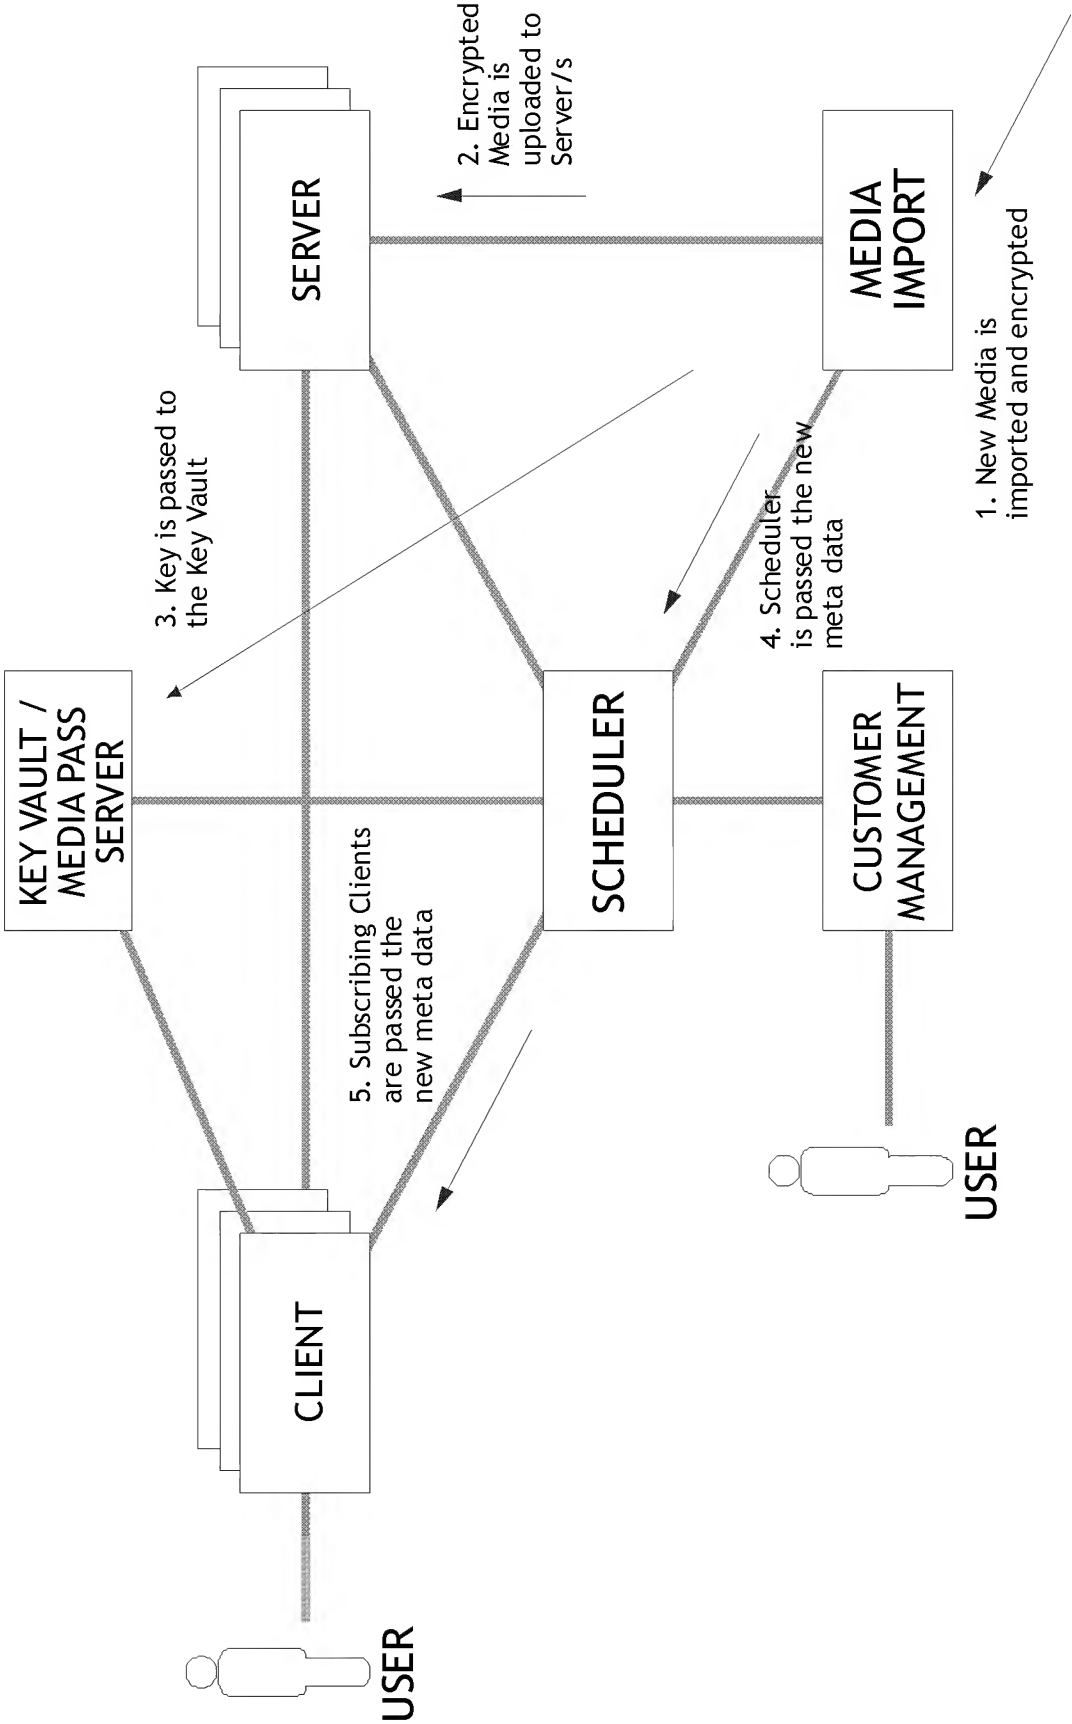 KEY VAULT /
MEDIA PASS
SERVER
3. Key is passed to
the Key Vault
CLIENT
SERVER
USER
5. Subscribing Clients
are passed the
new meta data
2. Encrypted
Media is
uploaded to
Server/s
SCHEDULER
4. Scheduler
is passed the new
meta data
USER
CUSTOMER
MANAGEMENT
MEDIA
IMPORT
1. New Media is
imported and encrypted